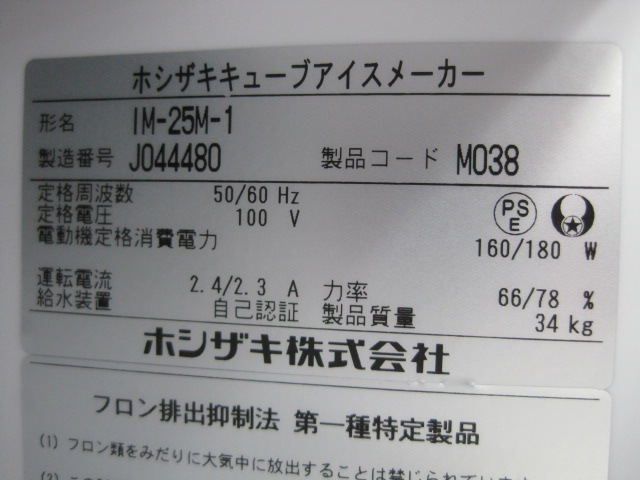 ホシザキキューブアイスメーカー
形名 IM-25M-1
製造番号 J044480 製品コード M038
定格周波数 50/60 Hz
定格電圧 100 V
PS
E
電動機定格消費電力 160/180 W
運転電流 2.4/2.3 A 力率 66/78 %
給水装置 自己認証 製品質量 34 kg
ホシザキ株式会社
フロン排出抑制法 第一種特定製品
(1) フロン類をみだりに大気中に放出することは禁じられています